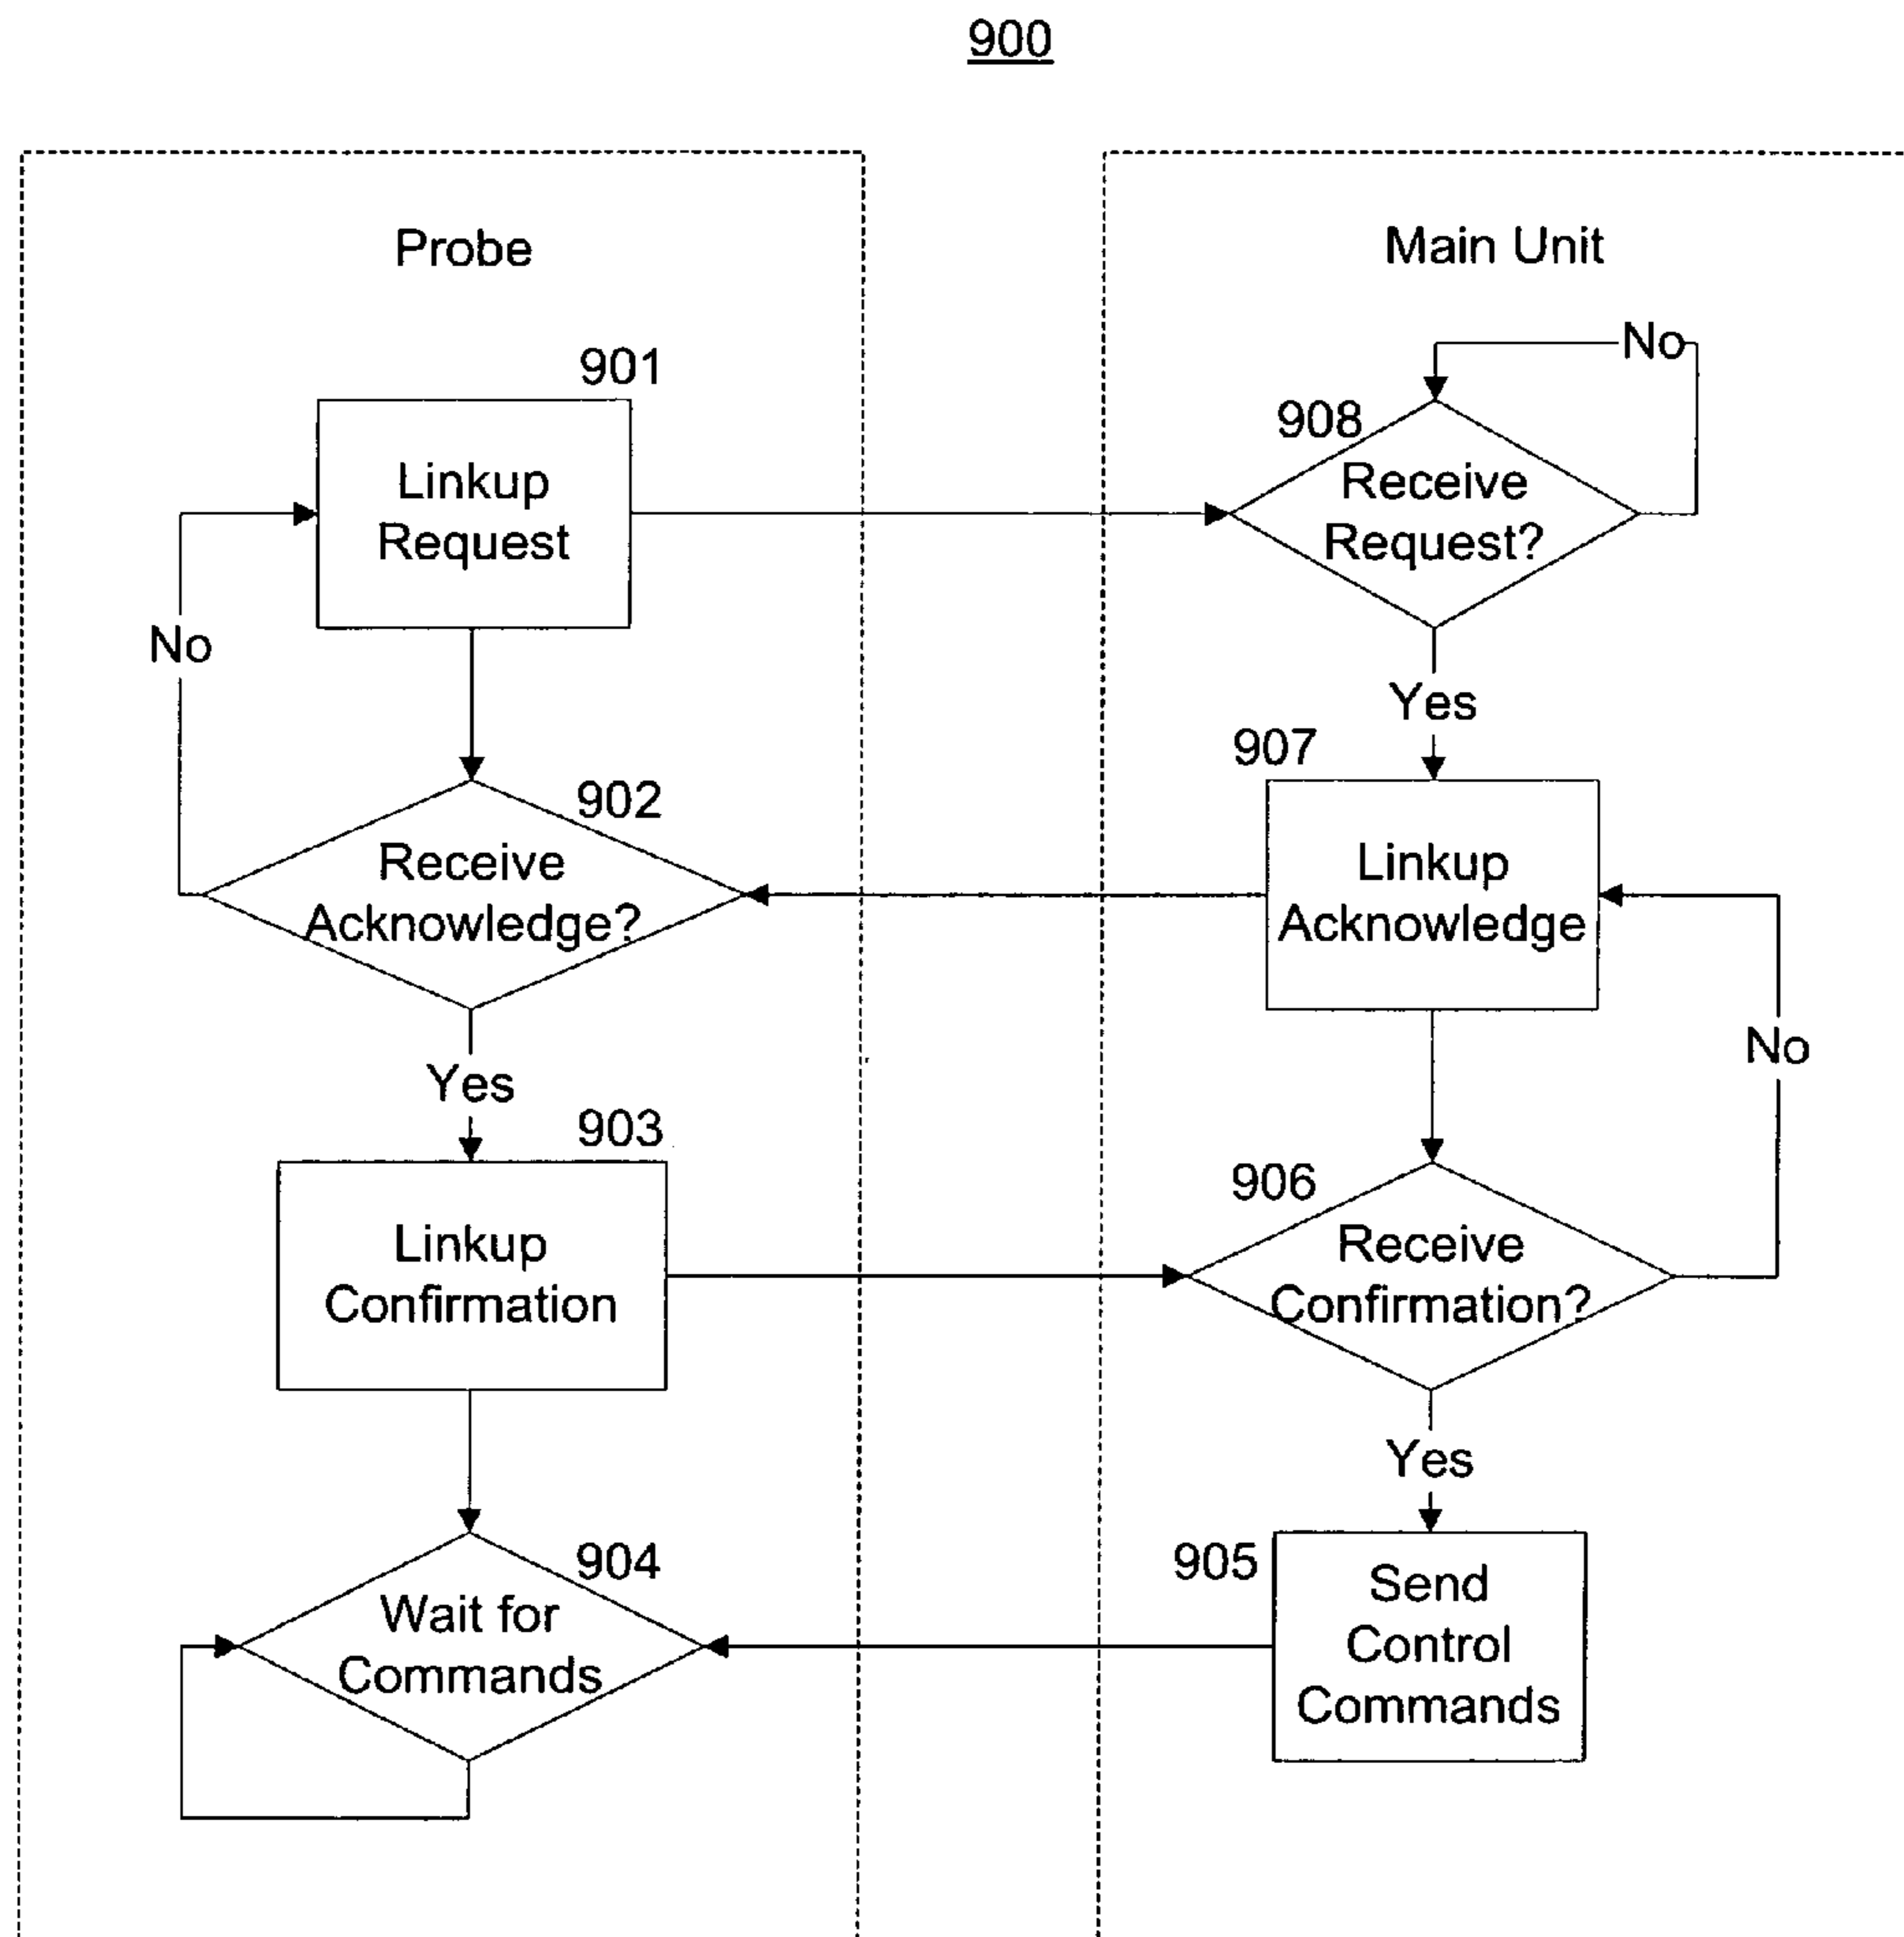 900
Probe
Main Unit
901
Linkup
Request
No
908
Receive
Request?
No
Yes
902
Receive
Acknowledge?
907
Linkup
Acknowledge
Yes
No
903
Linkup
Confirmation
906
Receive
Confirmation?
Yes
904
Wait for
Commands
905
Send
Control
Commands